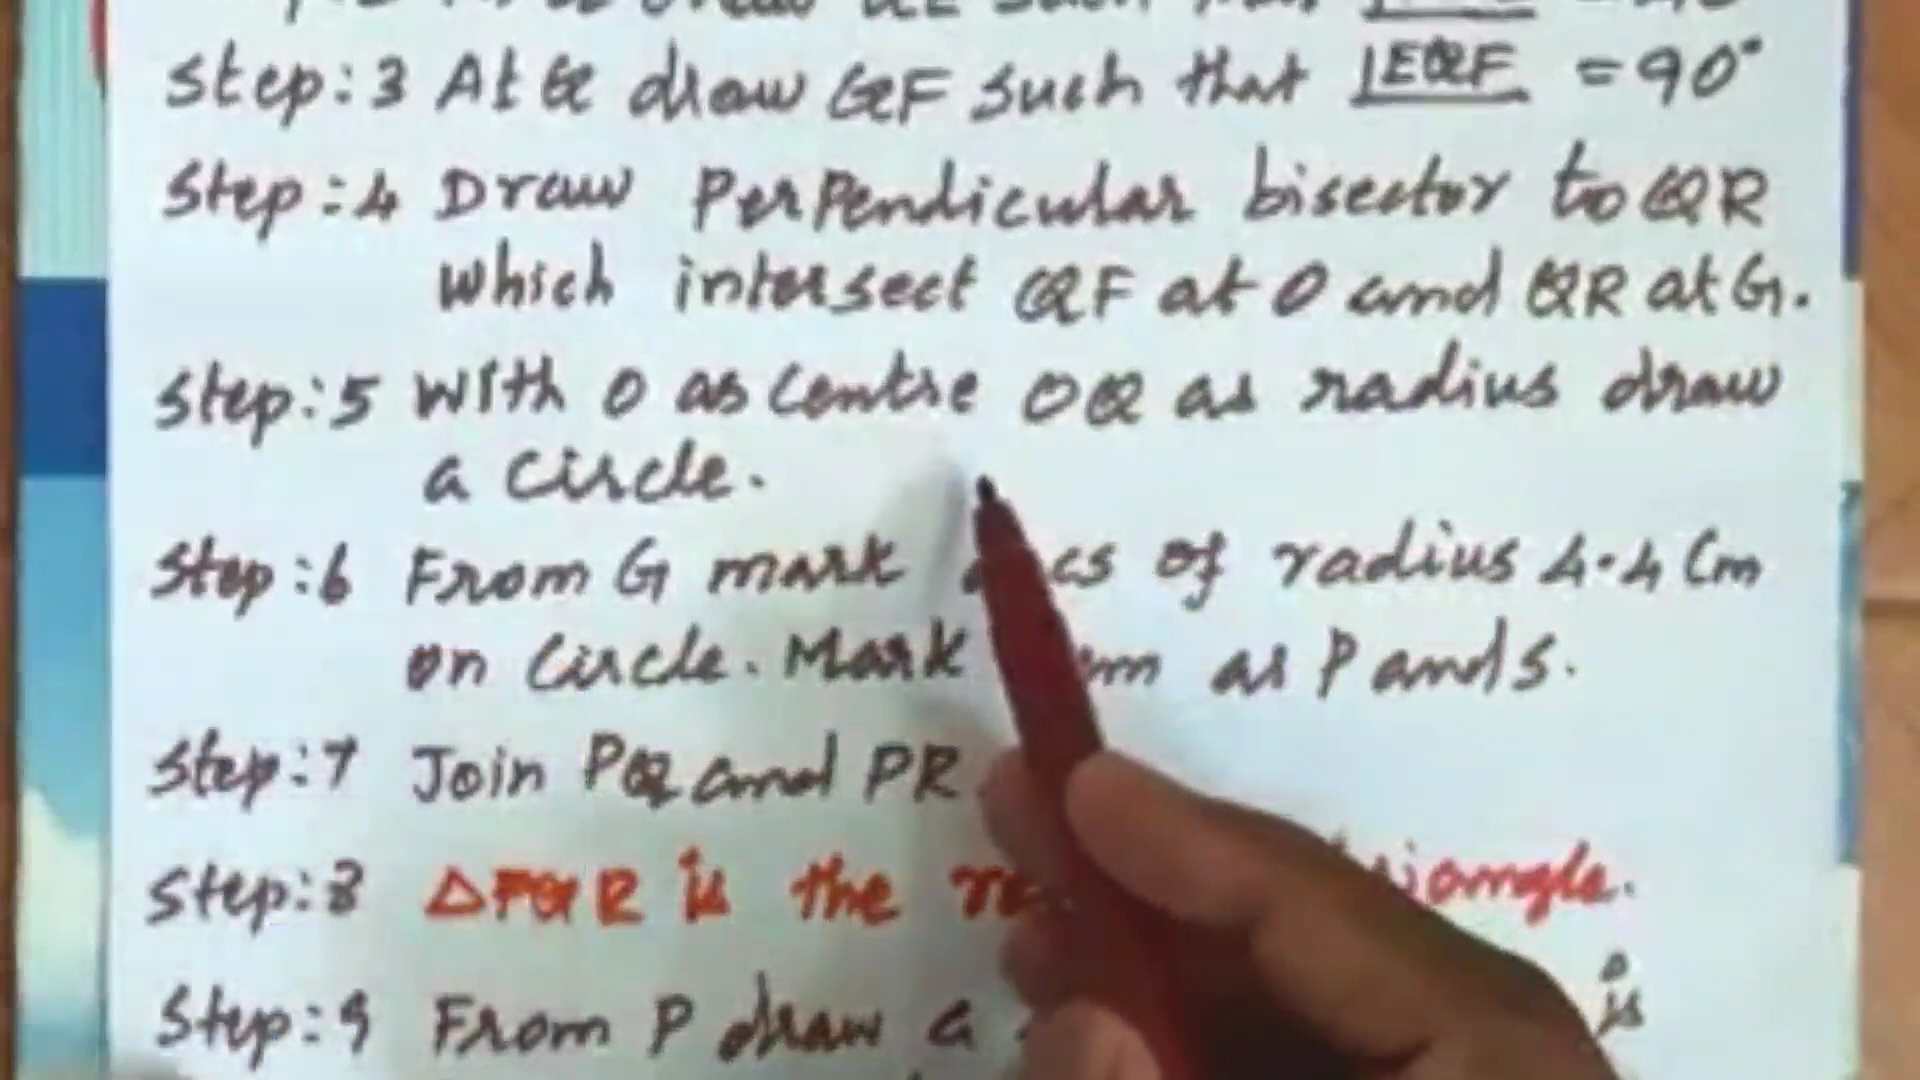 Step:3 At Q draw QF such that ∠EQF = 90°
Step:4 Draw Perpendicular bisector to QR
which intersect QF at O and QR at G.
Step:5 With O as Centre OQ as radius draw
a Circle.
Step:6 From G mark of radius 4.4 Cm
on Circle. Mark as P and S.
Step:7 Join PQ and PR
Step:8 △PQR is the
Step:9 From P draw a is